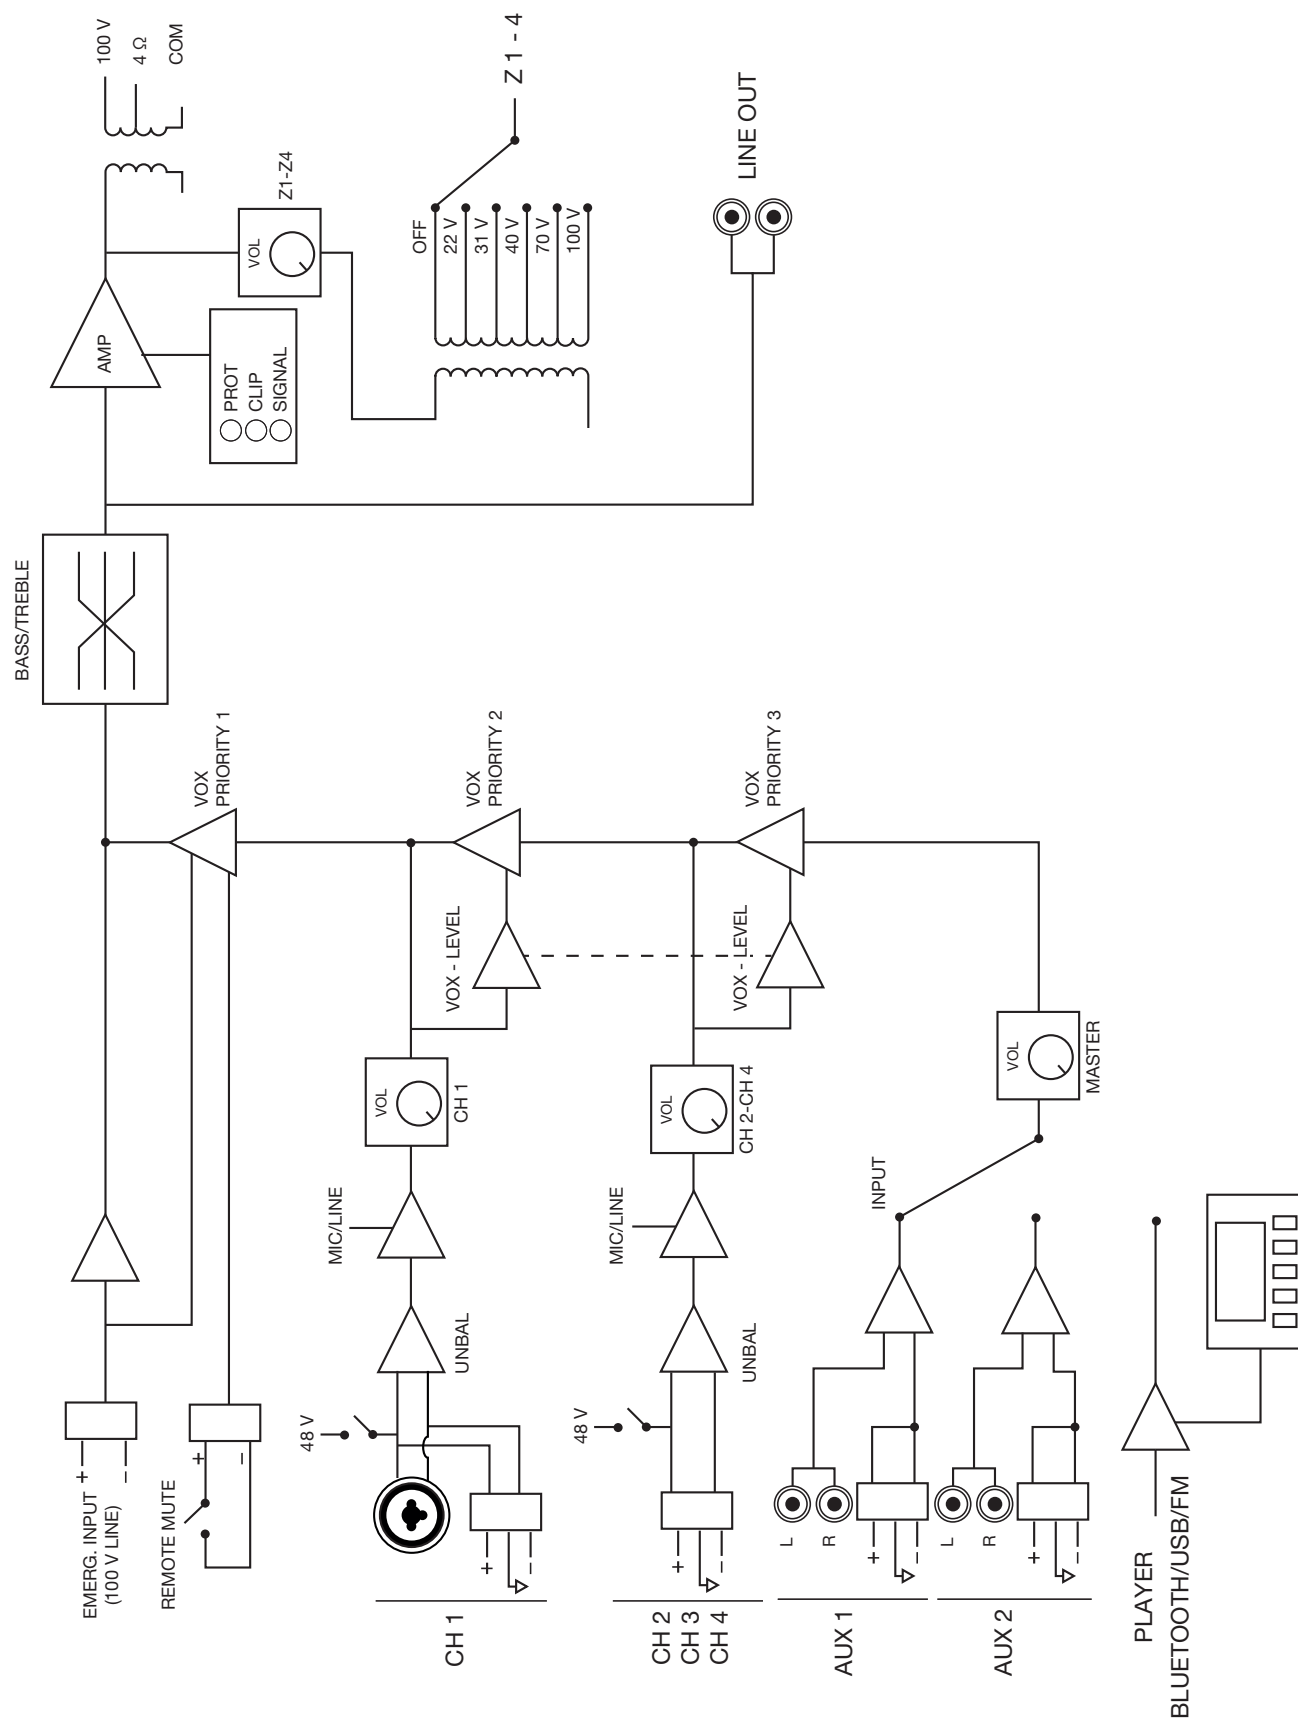 EMERG. INPUT
(100 V LINE)
+
–
REMOTE MUTE
+
–
VOX
PRIORITY 1
BASS/TREBLE
AMP
PROT
CLIP
SIGNAL
VOL
Z1-Z4
100 V
4 Ω
COM
CH 1
+
–
48 V
UNBAL
MIC/LINE
VOL
CH 1
VOX - LEVEL
VOX
PRIORITY 2
OFF
22 V
31 V
40 V
70 V
100 V
Z 1 - 4
CH 2
CH 3
CH 4
+
–
48 V
UNBAL
MIC/LINE
VOL
CH 2-CH 4
VOX - LEVEL
VOX
PRIORITY 3
LINE OUT
AUX 1
L
R
+
–
INPUT
AUX 2
L
R
+
–
VOL
MASTER
PLAYER
BLUETOOTH/USB/FM